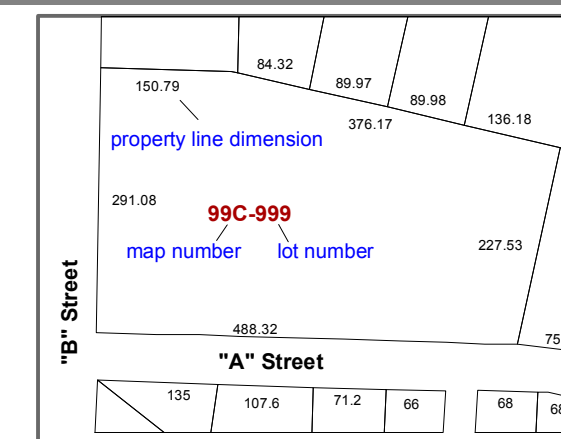 84.32
89.97
150.79
89.98
136.18
376.17
property line dimension
291.08
99C-999
map number
lot number
227.53
"B" Street
488.32
75
"A" Street
135
107.6
71.2
66
68
68